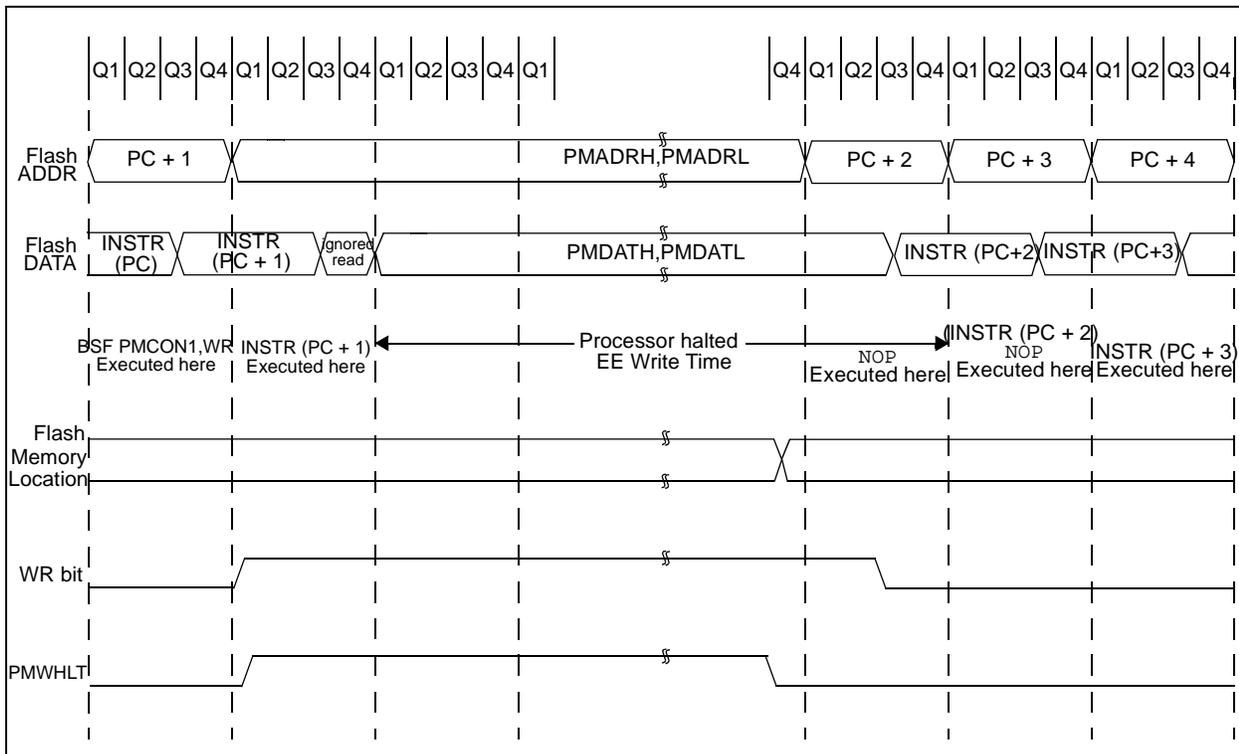 Q1 Q2 Q3 Q4 Q1 Q2 Q3 Q4 Q1 Q2 Q3 Q4 Q1 Q4 Q1 Q2 Q3 Q4 Q1 Q2 Q3 Q4 Q1 Q2 Q3 Q4
Flash
ADDR
PC + 1
PMADRH,PMADRL
PC + 2
PC + 3
PC + 4
Flash
DATA
INSTR
(PC)
INSTR
(PC + 1)
ignored
read
PMDATH,PMDATL
INSTR (PC+2)
INSTR (PC+3)
BSF PMCON1,WR
Executed here
INSTR (PC + 1)
Executed here
Processor halted
EE Write Time
NOP
Executed here
(INSTR (PC + 2)
NOP
Executed here
INSTR (PC + 3)
Executed here
Flash
Memory
Location
WR bit
PMWHLT